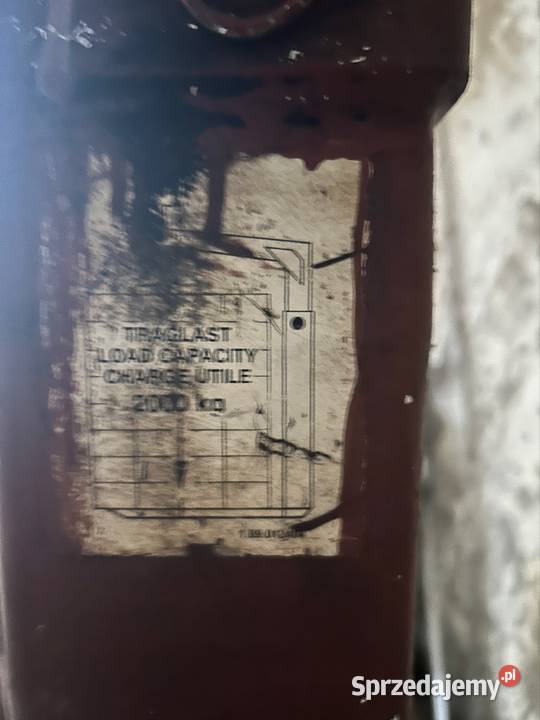 TRAGLAST
LOAD CAPACITY
CHARGE UTILE
2000 kg
Sprzedajemy.pl